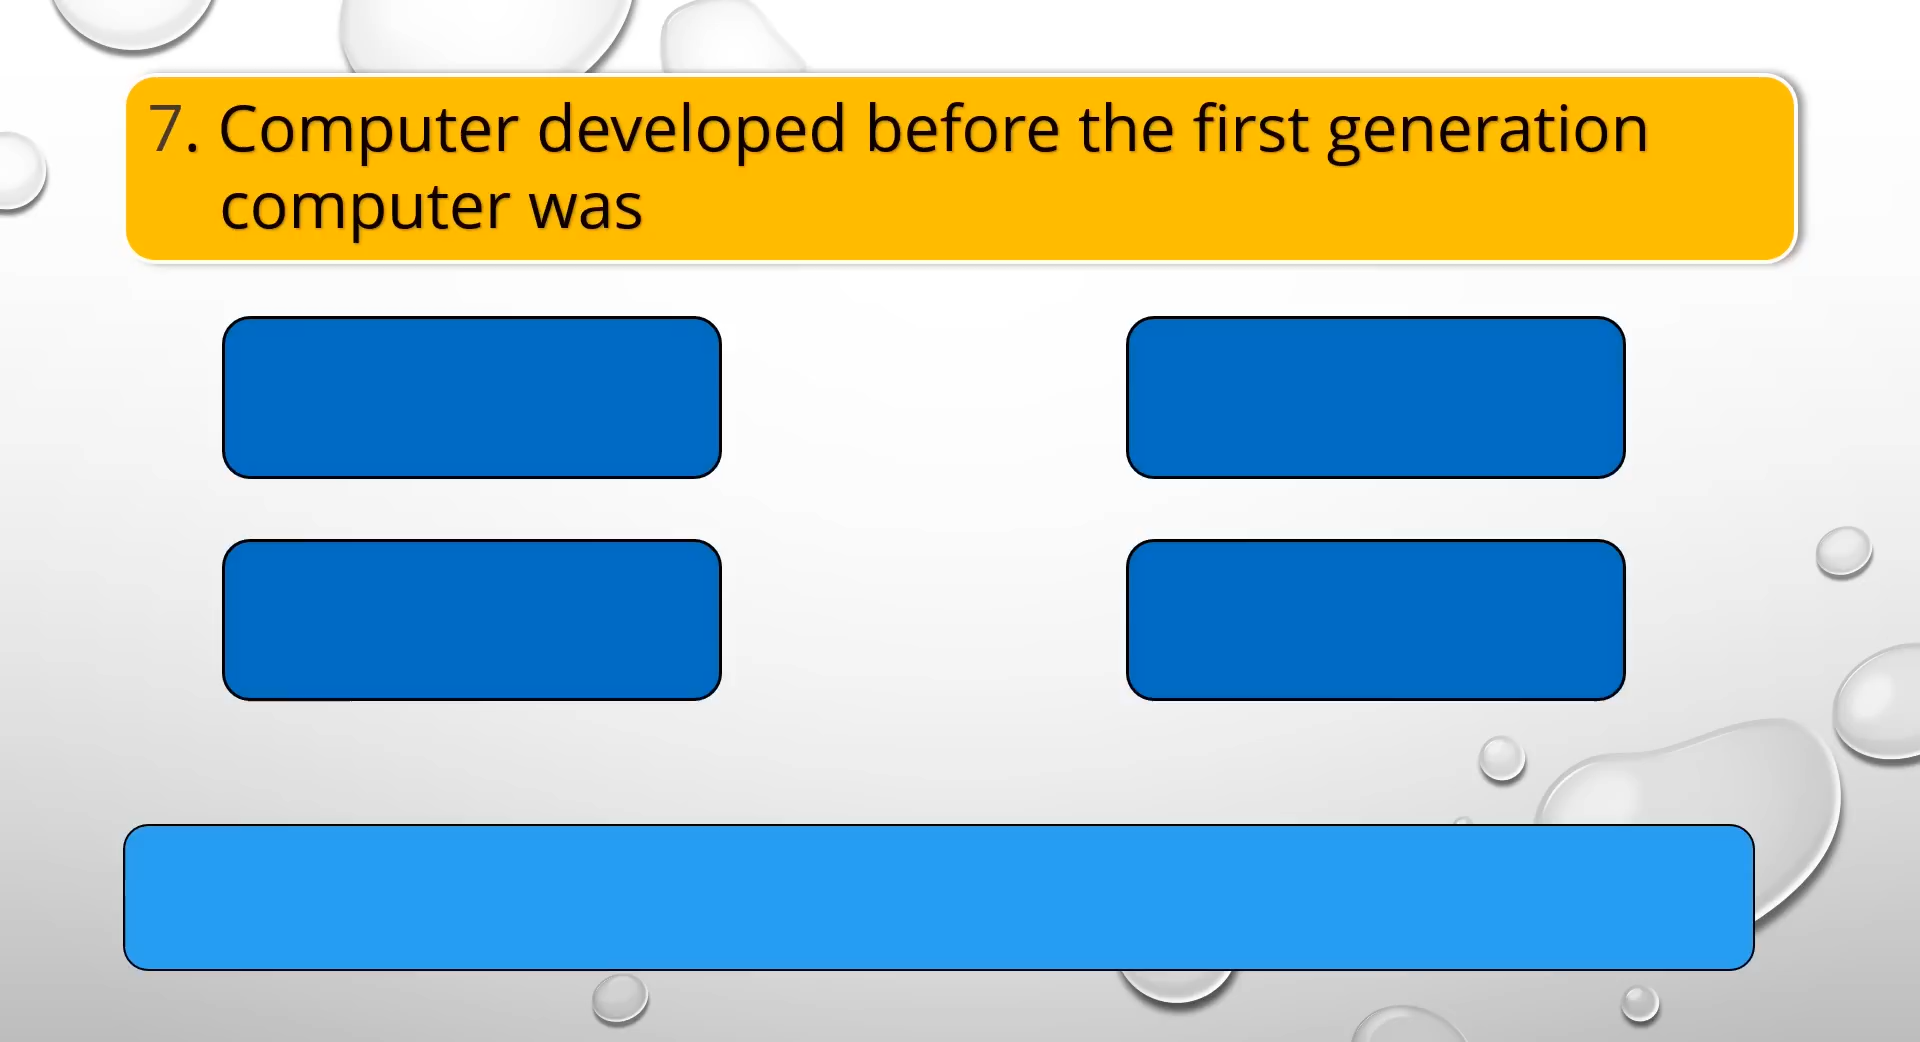 7. Computer developed before the first generation
computer was